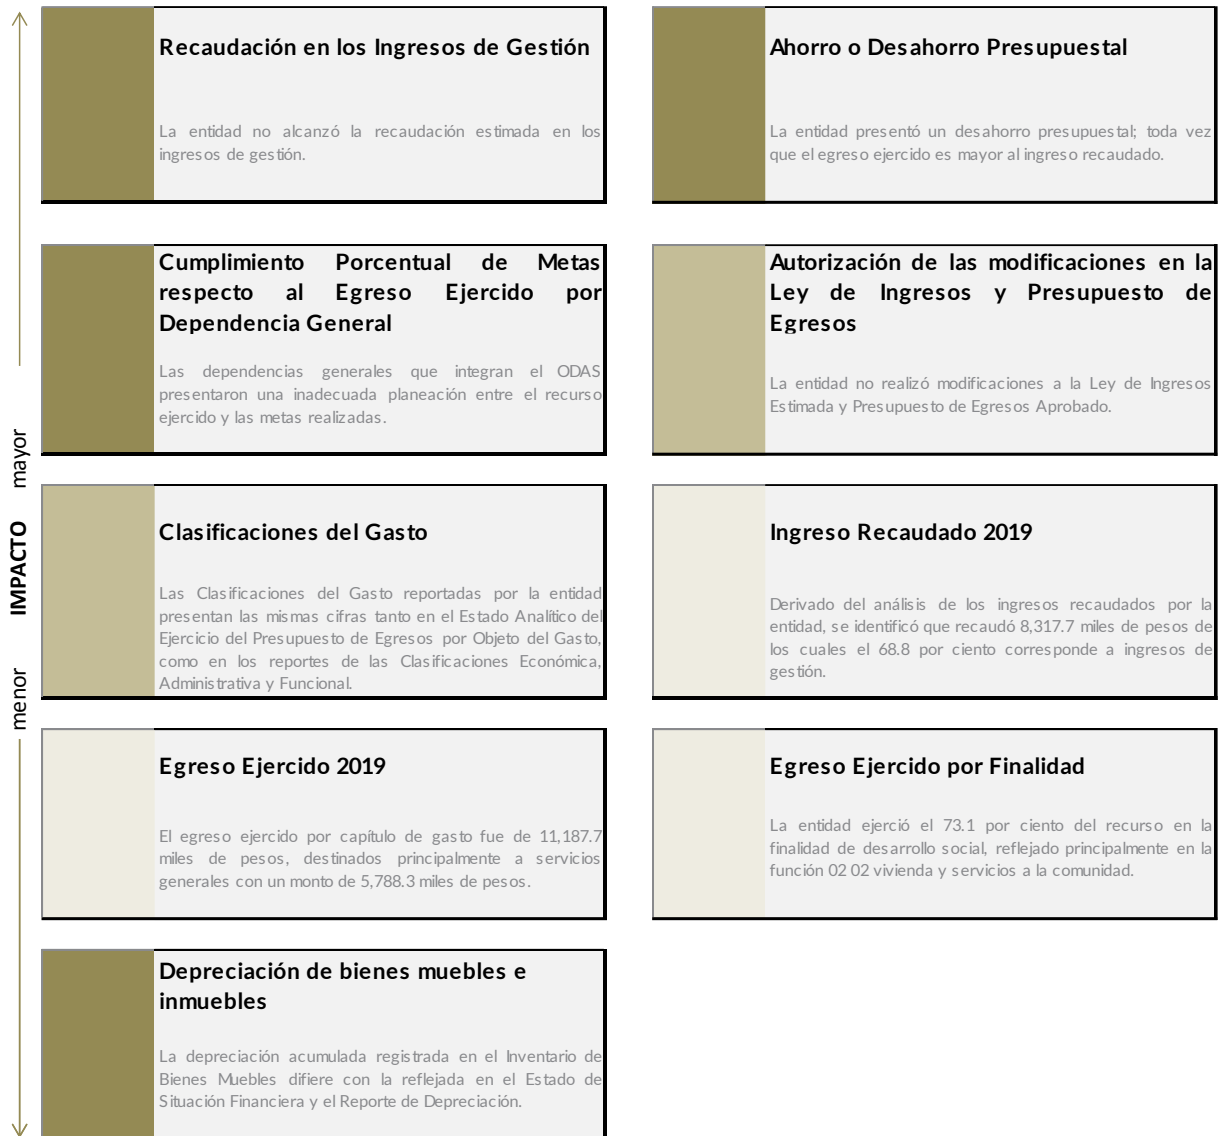 Recaudación en los Ingresos de Gestión
La entidad no alcanzó la recaudación estimada en los
ingresos de gestión.
Ahorro o Desahorro Presupuestal
La entidad presentó un desahorro presupuestal; toda vez
que el egreso ejercido es mayor al ingreso recaudado.
Cumplimiento Porcentual de Metas
respecto al Egreso Ejercido por
Dependencia General
Las dependencias generales que integran el ODAS
presentaron una inadecuada planeación entre el recurso
ejercido y las metas realizadas.
Autorización de las modificaciones en la
Ley de Ingresos y Presupuesto de
Egresos
La entidad no realizó modificaciones a la Ley de Ingresos
Estimada y Presupuesto de Egresos Aprobado.
menor IMPACTO mayor
Clasificaciones del Gasto
Las Clasificaciones del Gasto reportadas por la entidad
presentan las mismas cifras tanto en el Estado Analítico del
Ejercicio del Presupuesto de Egresos por Objeto del Gasto,
como en los reportes de las Clasificaciones Económica,
Administrativa y Funcional.
Ingreso Recaudado 2019
Derivado del análisis de los ingresos recaudados por la
entidad, se identificó que recaudó 8,317.7 miles de pesos de
los cuales el 68.8 por ciento corresponde a ingresos de
gestión.
Egreso Ejercido 2019
El egreso ejercido por capítulo de gasto fue de 11,187.7
miles de pesos, destinados principalmente a servicios
generales con un monto de 5,788.3 miles de pesos.
Egreso Ejercido por Finalidad
La entidad ejerció el 73.1 por ciento del recurso en la
finalidad de desarrollo social, reflejado principalmente en la
función 02 02 vivienda y servicios a la comunidad.
Depreciación de bienes muebles e
inmuebles
La depreciación acumulada registrada en el Inventario de
Bienes Muebles difiere con la reflejada en el Estado de
Situación Financiera y el Reporte de Depreciación.